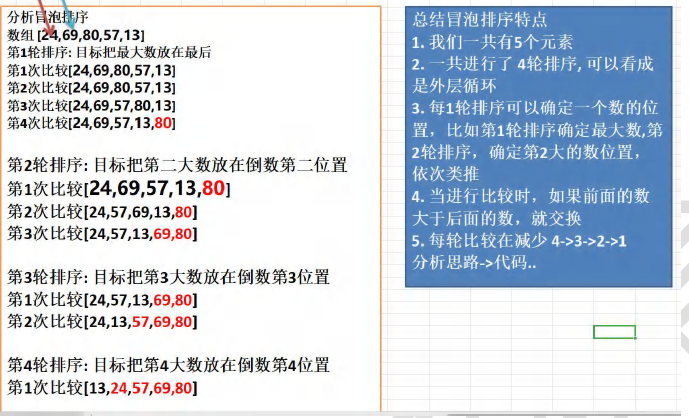 分析冒泡排序
数组 [24,69,80,57,13]
第1轮排序: 目标把最大数放在最后
第1次比较[24,69,80,57,13]
第2次比较[24,69,80,57,13]
第3次比较[24,69,57,80,13]
第4次比较[24,69,57,13,80]
第2轮排序: 目标把第二大数放在倒数第二位置
第1次比较[24,69,57,13,80]
第2次比较[24,57,69,13,80]
第3次比较[24,57,13,69,80]
第3轮排序: 目标把第3大数放在倒数第3位置
第1次比较[24,57,13,69,80]
第2次比较[24,13,57,69,80]
第4轮排序: 目标把第4大数放在倒数第4位置
第1次比较[13,24,57,69,80]
总结冒泡排序特点
1. 我们一共有5个元素
2. 一共进行了 4轮排序, 可以看成
是外层循环
3. 每1轮排序可以确定一个数的位
置，比如第1轮排序确定最大数,第
2轮排序，确定第2大的数位置，
依次类推
4. 当进行比较时，如果前面的数
大于后面的数，就交换
5. 每轮比较在减少 4->3->2->1
分析思路->代码..